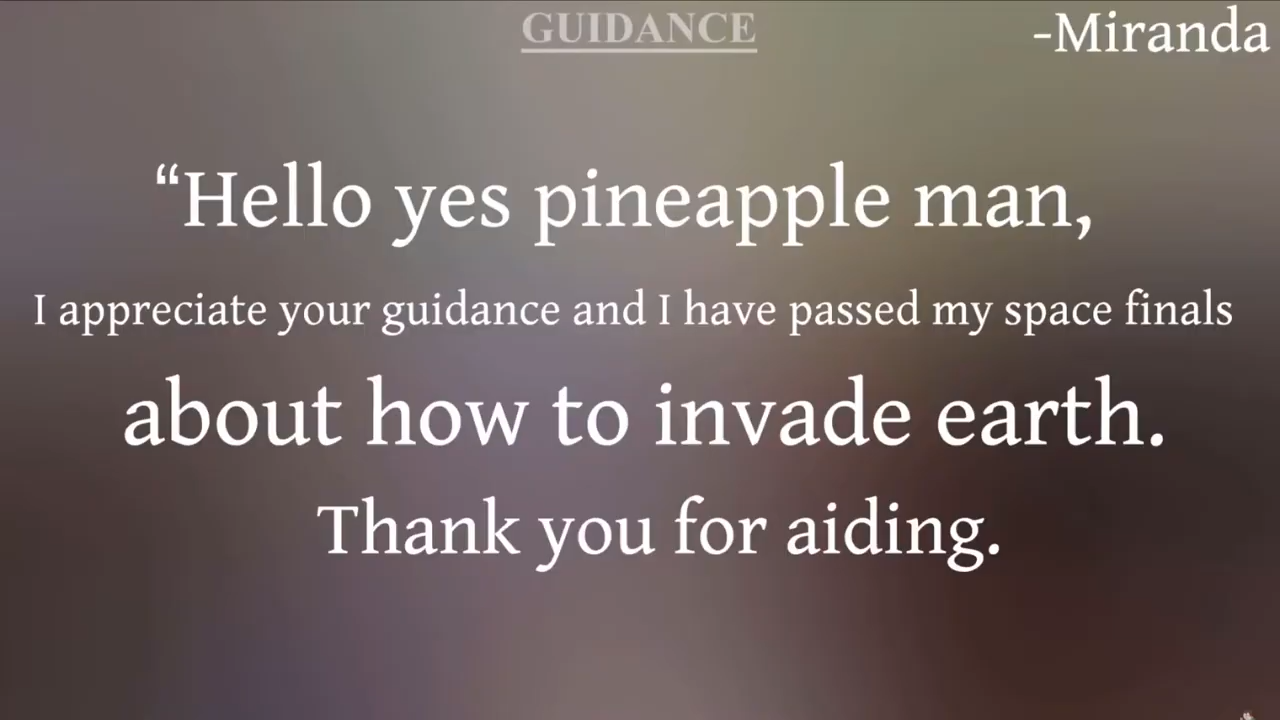 GUIDANCE
-Miranda
“Hello yes pineapple man,
I appreciate your guidance and I have passed my space finals
about how to invade earth.
Thank you for aiding.